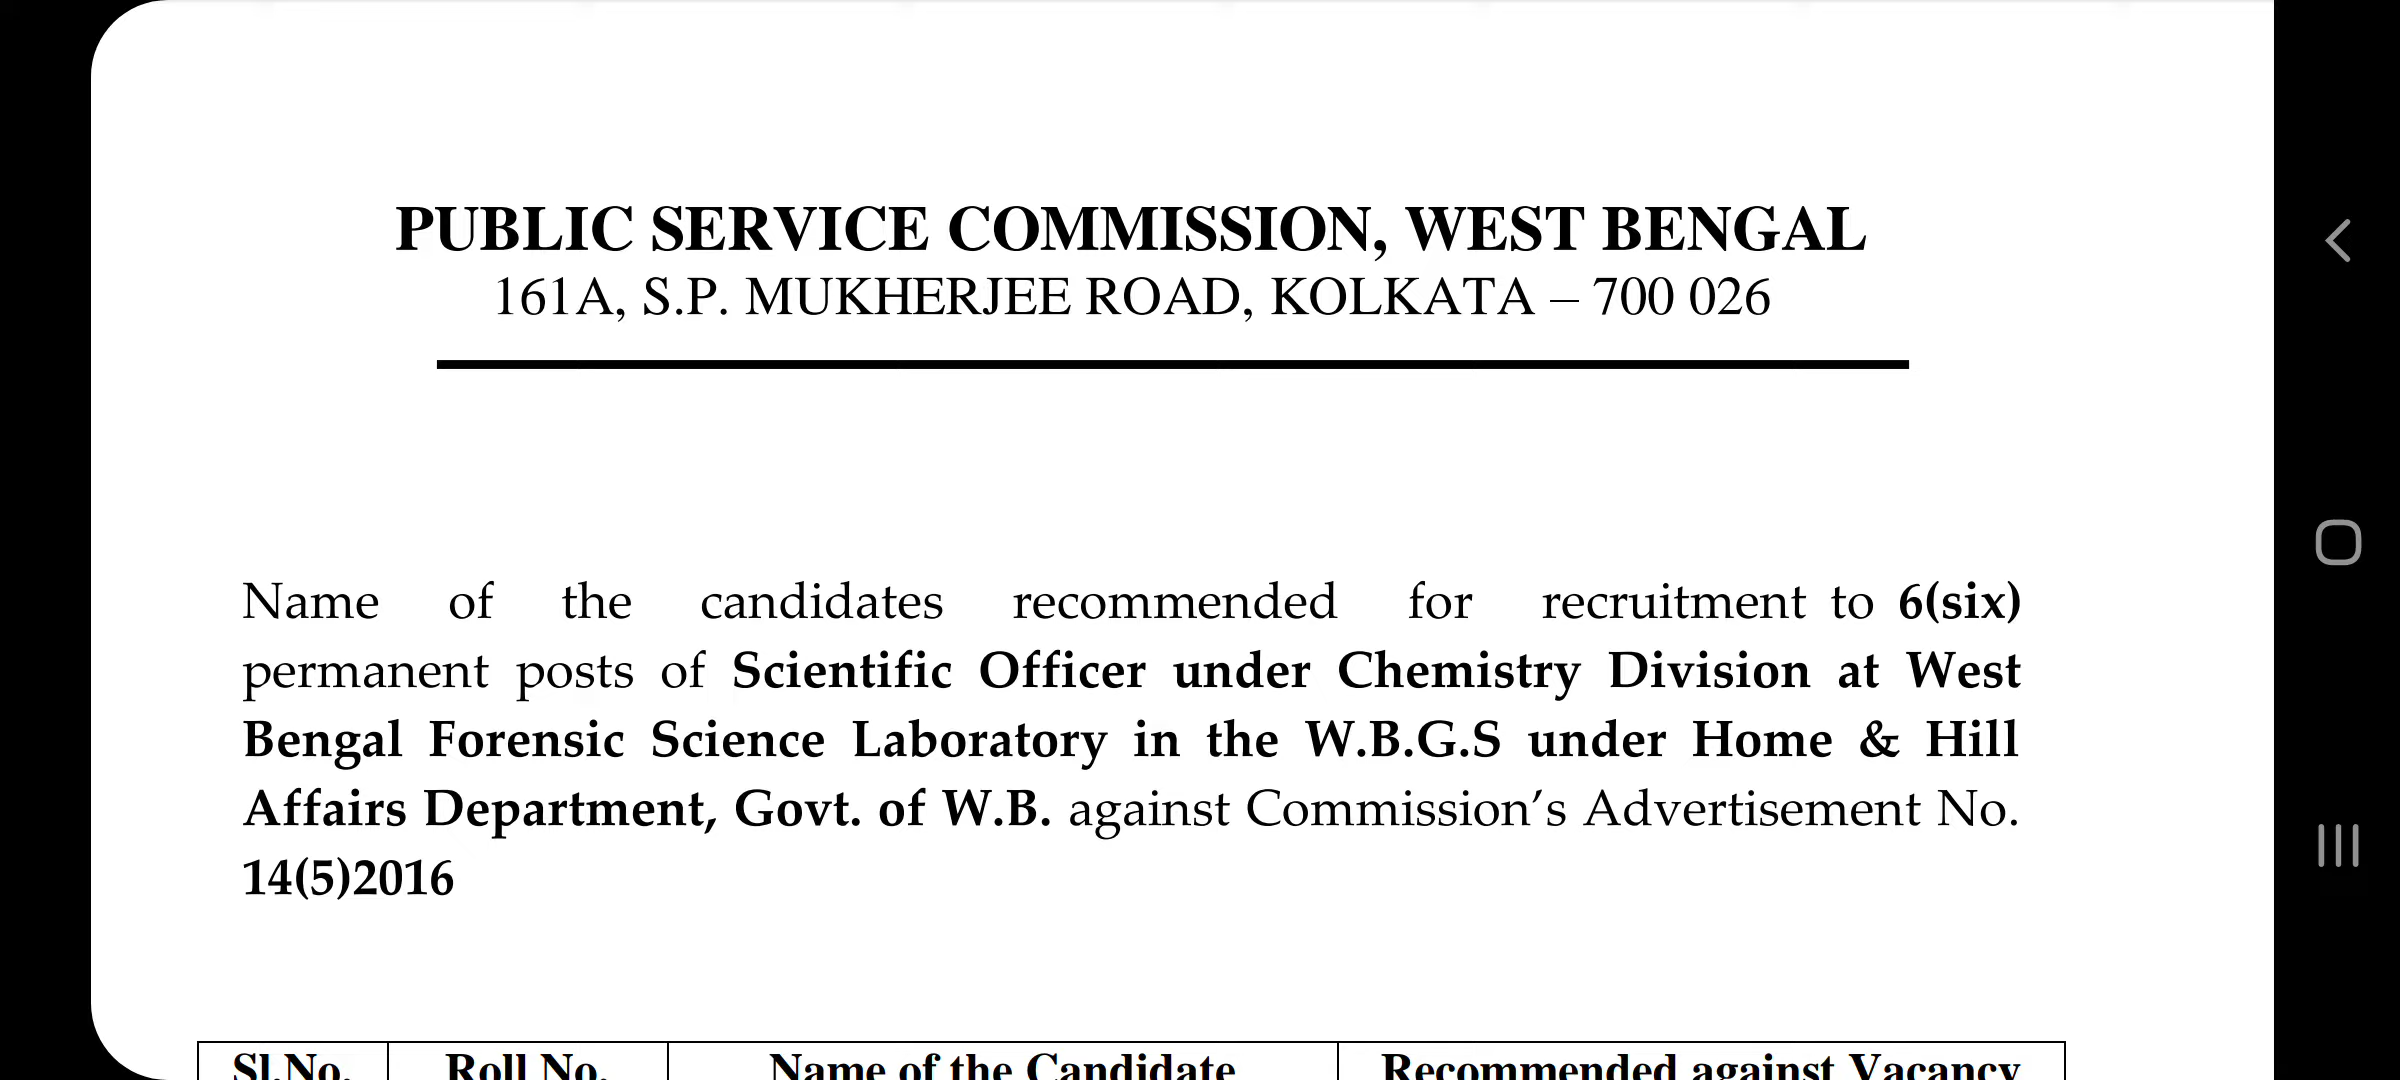 PUBLIC SERVICE COMMISSION, WEST BENGAL
161A, S.P. MUKHERJEE ROAD, KOLKATA – 700 026
Name of the candidates recommended for recruitment to 6(six)
permanent posts of Scientific Officer under Chemistry Division at West
Bengal Forensic Science Laboratory in the W.B.G.S under Home & Hill
Affairs Department, Govt. of W.B. against Commission’s Advertisement No.
14(5)2016
Sl.No. Roll No. Name of the Candidate Recommended against Vacancy